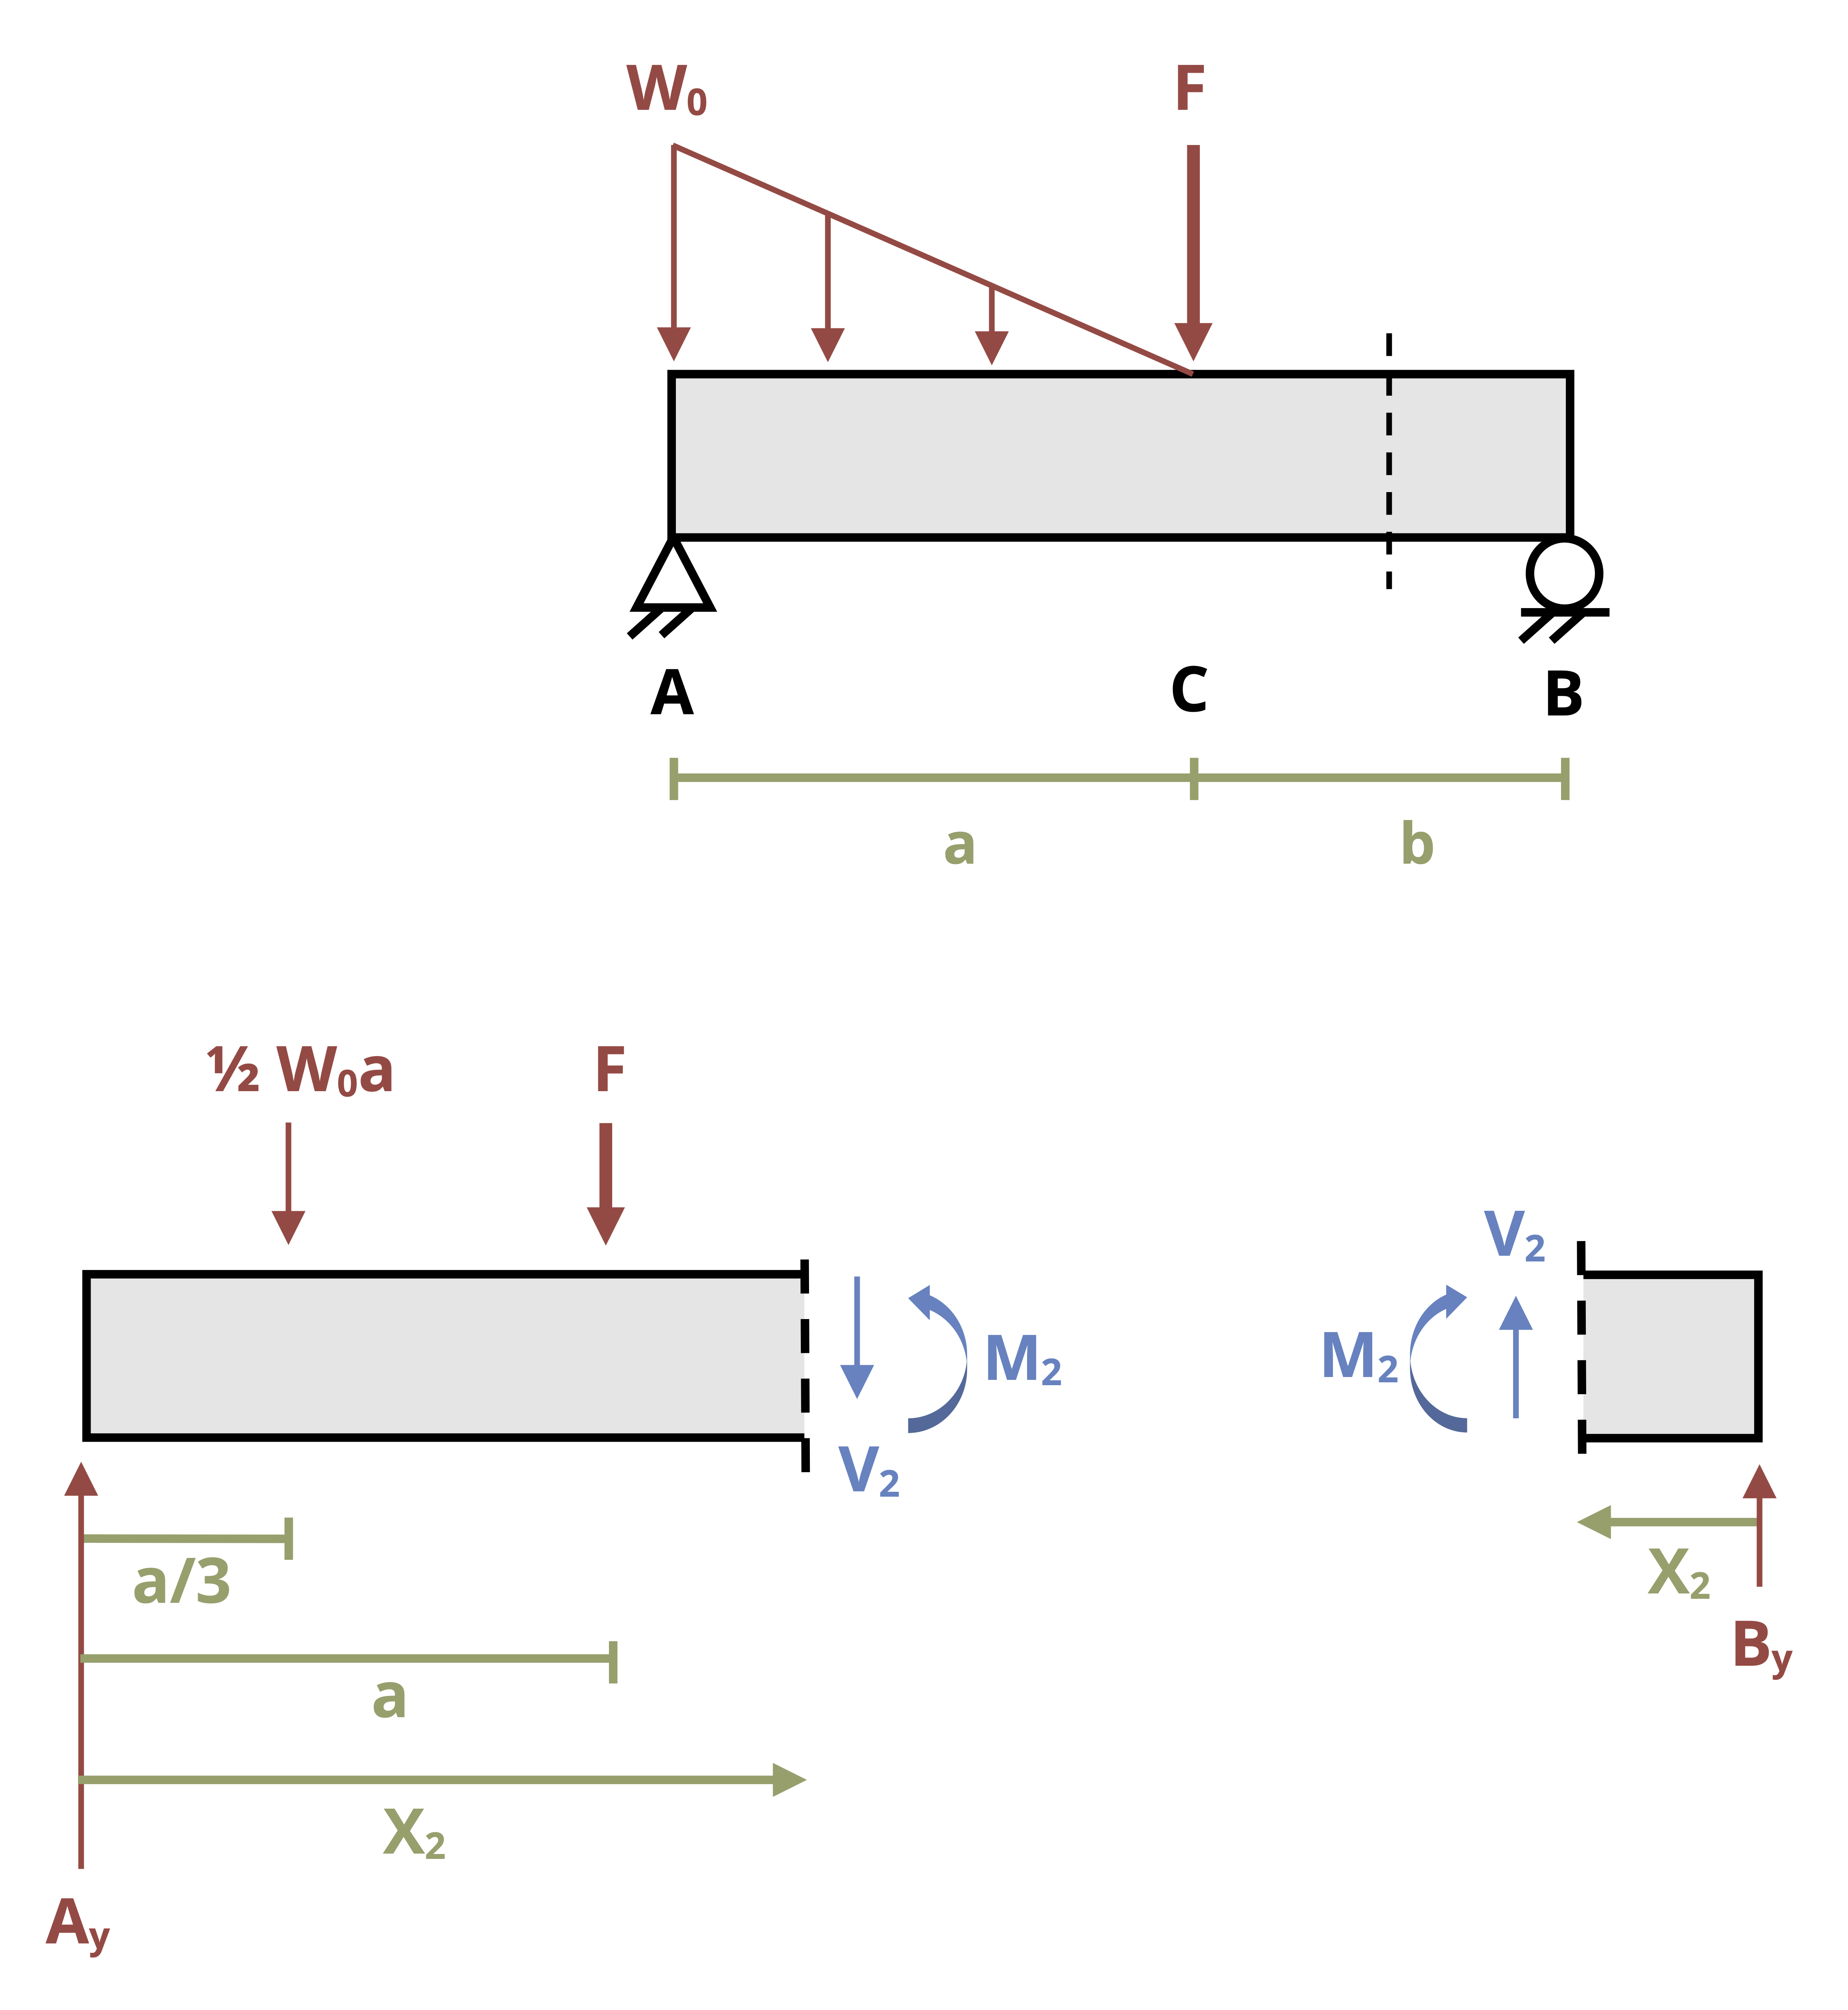 W₀ F
A C B
a b
½ W₀a F
V₂
M₂ M₂
V₂
a/3
X₂
B_y
a
X₂
A_y